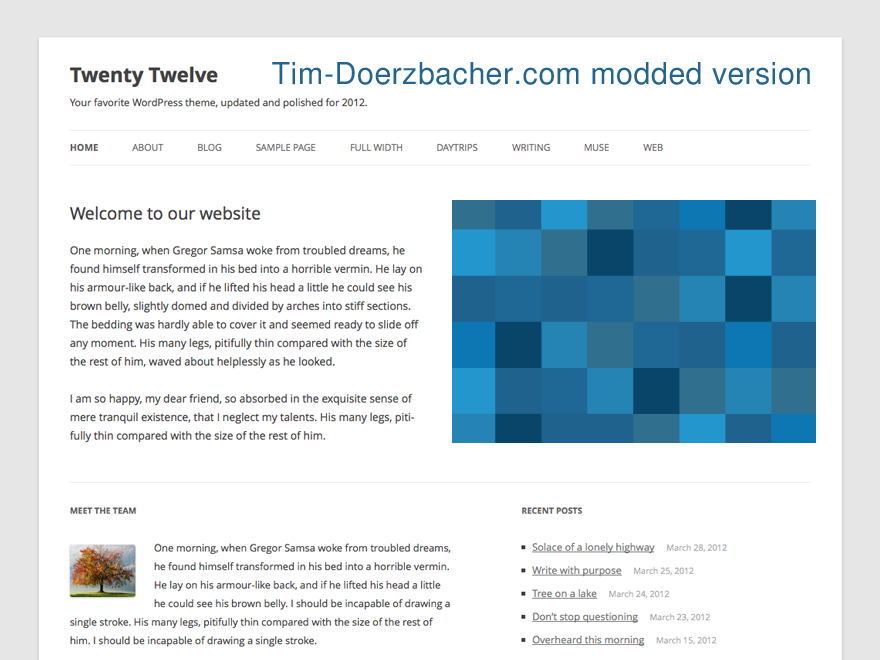 Twenty Twelve
Tim-Doerzbacher.com modded version
Your favorite WordPress theme, updated and polished for 2012.
HOME ABOUT BLOG SAMPLE PAGE FULL WIDTH DAYTRIPS WRITING MUSE WEB
Welcome to our website
One morning, when Gregor Samsa woke from troubled dreams, he
found himself transformed in his bed into a horrible vermin. He lay on
his armour-like back, and if he lifted his head a little he could see his
brown belly, slightly domed and divided by arches into stiff sections.
The bedding was hardly able to cover it and seemed ready to slide off
any moment. His many legs, pitifully thin compared with the size of
the rest of him, waved about helplessly as he looked.
I am so happy, my dear friend, so absorbed in the exquisite sense of
mere tranquil existence, that I neglect my talents. His many legs, piti-
fully thin compared with the size of the rest of him.
MEET THE TEAM
One morning, when Gregor Samsa woke from troubled dreams,
he found himself transformed in his bed into a horrible vermin.
He lay on his armour-like back, and if he lifted his head a little
he could see his brown belly. I should be incapable of drawing a
single stroke. His many legs, pitifully thin compared with the size of the rest of
him. I should be incapable of drawing a single stroke.
RECENT POSTS
Solace of a lonely highway March 28, 2012
Write with purpose March 25, 2012
Tree on a lake March 24, 2012
Don't stop questioning March 23, 2012
Overheard this morning March 15, 2012